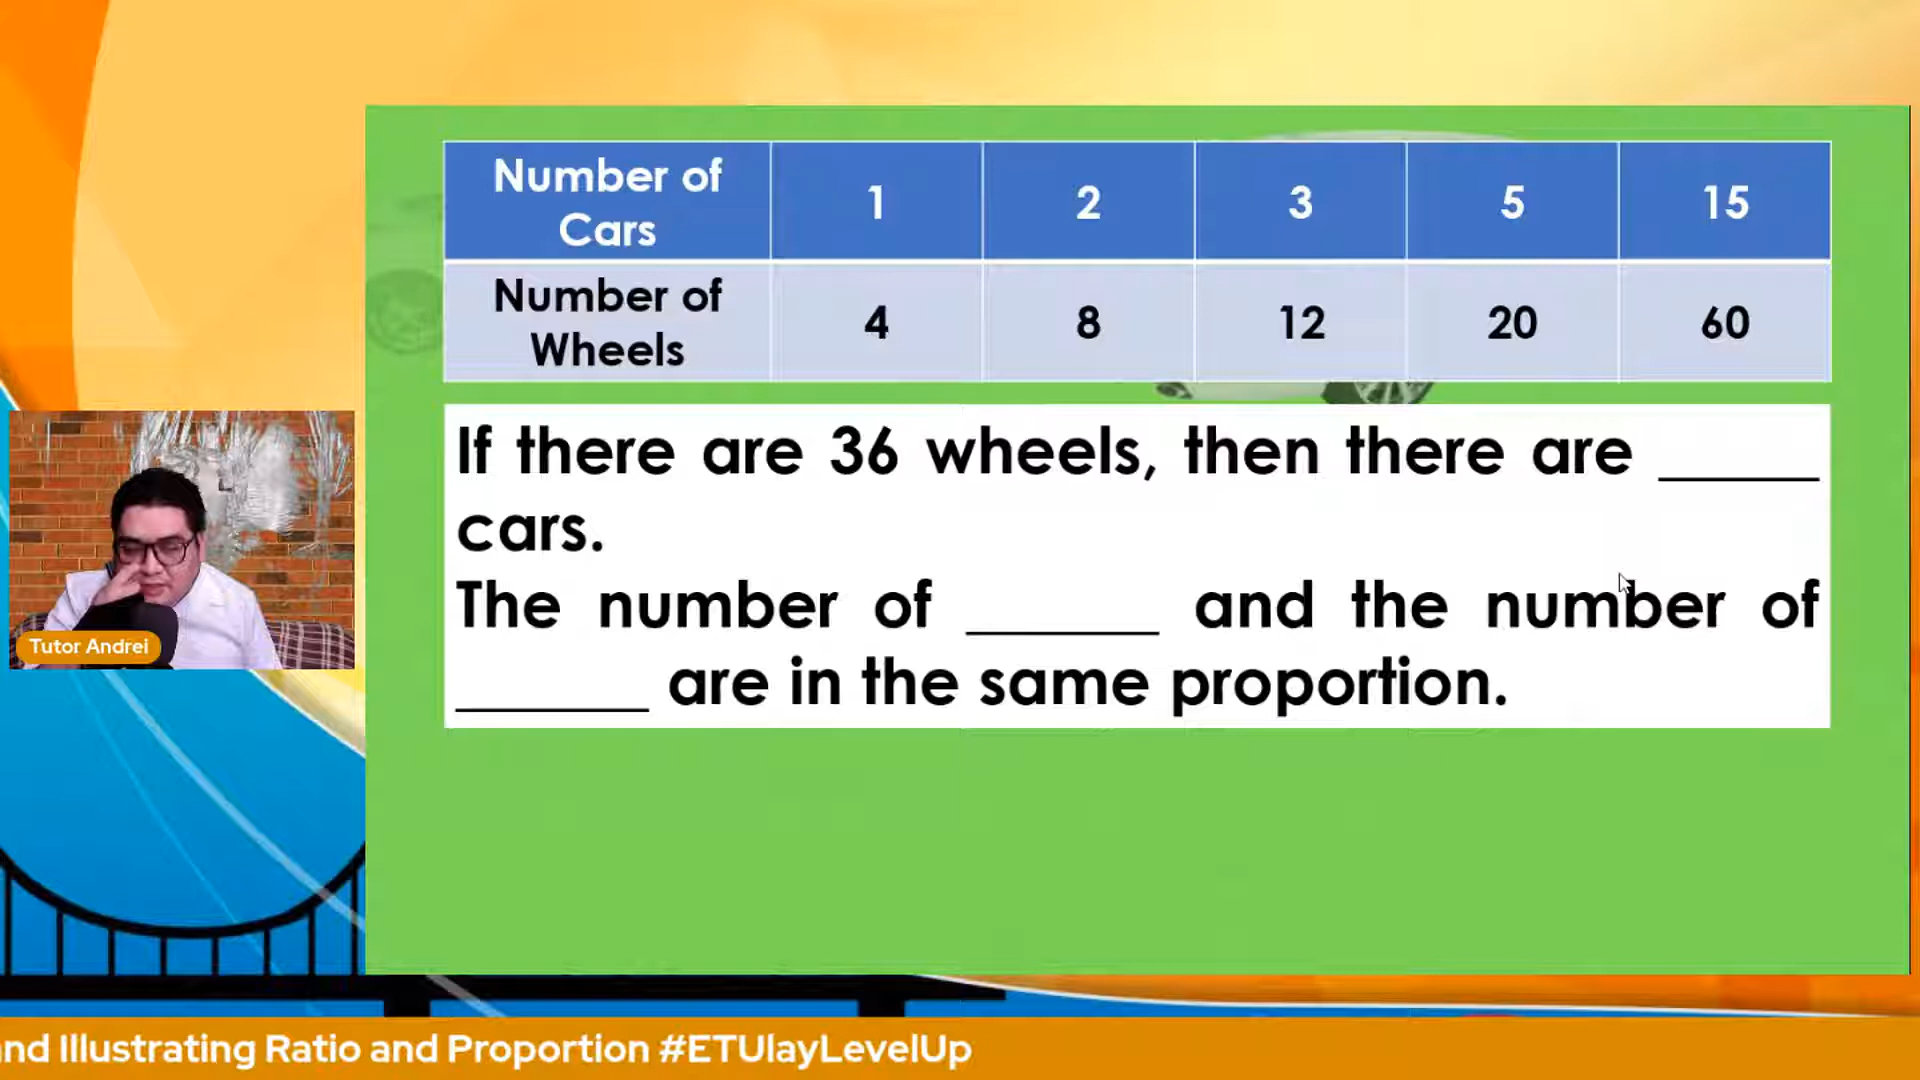 Number of Cars 1 2 3 5 15
Number of Wheels 4 8 12 20 60
If there are 36 wheels, then there are _____
cars.
The number of ______ and the number of
______ are in the same proportion.
Tutor Andrei
nd Illustrating Ratio and Proportion #ETUlayLevelUp